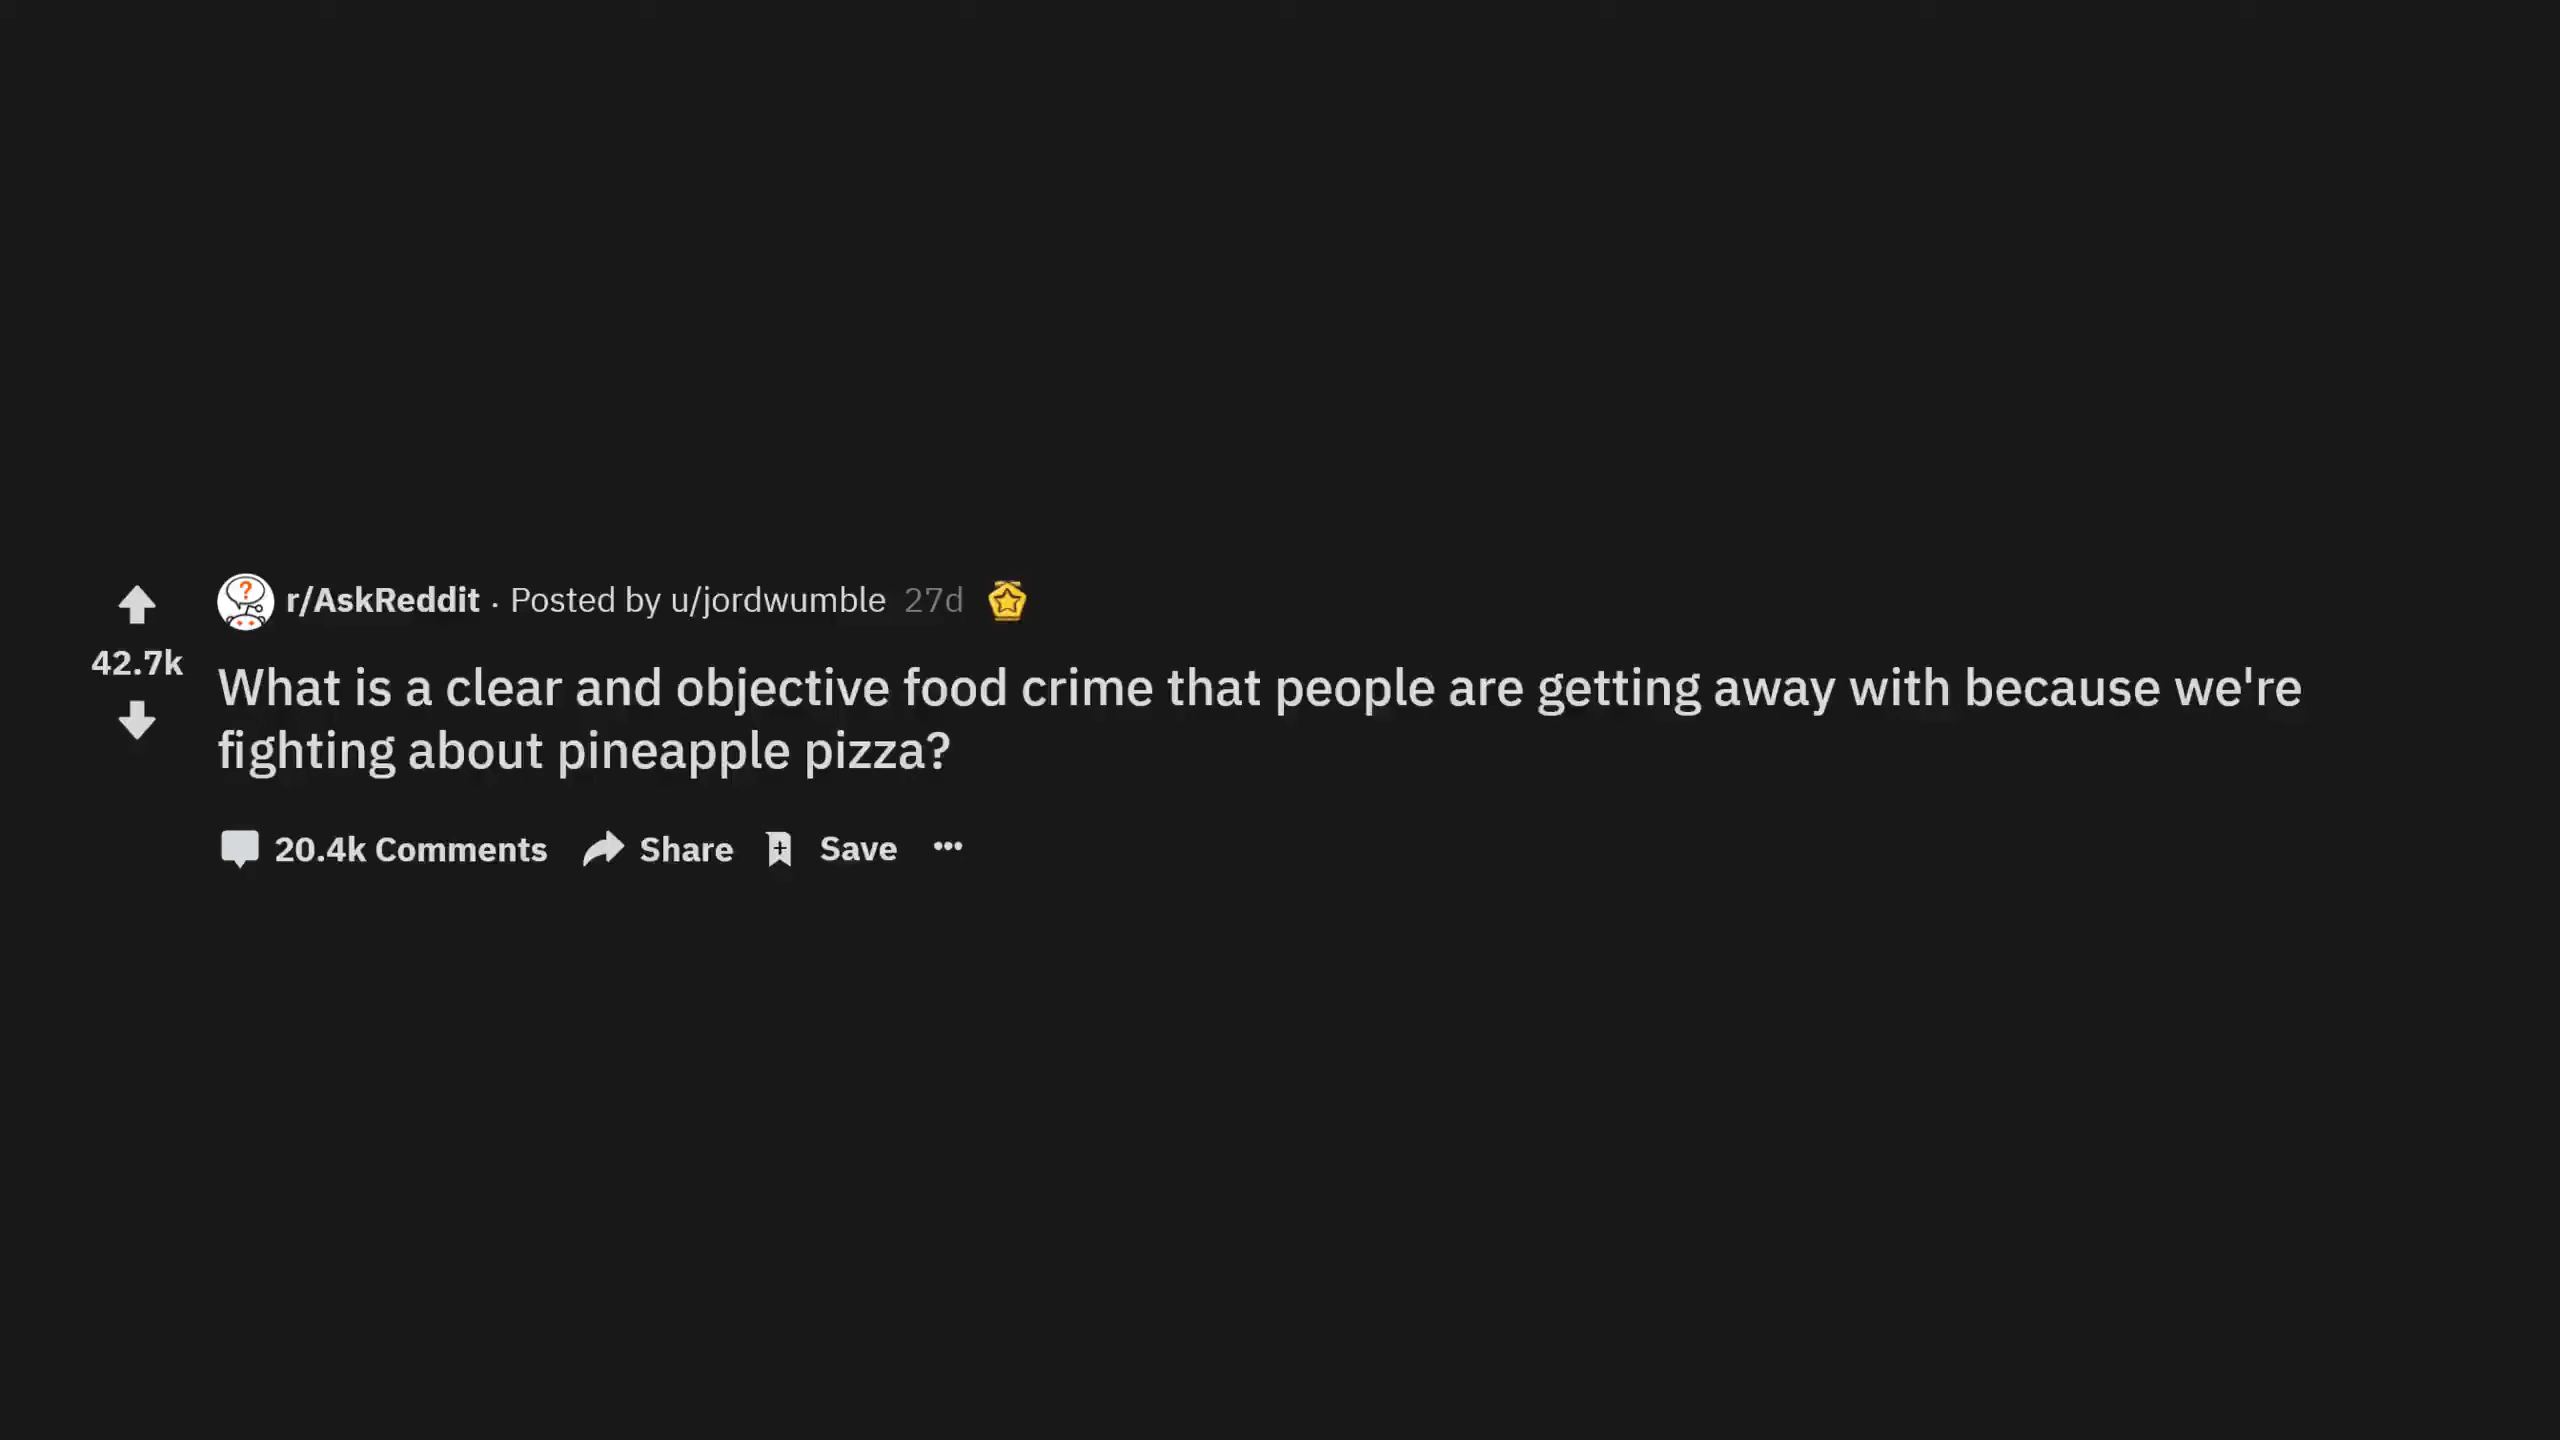 r/AskReddit · Posted by u/jordwumble 27d
42.7k
What is a clear and objective food crime that people are getting away with because we're
fighting about pineapple pizza?
20.4k Comments Share Save ···